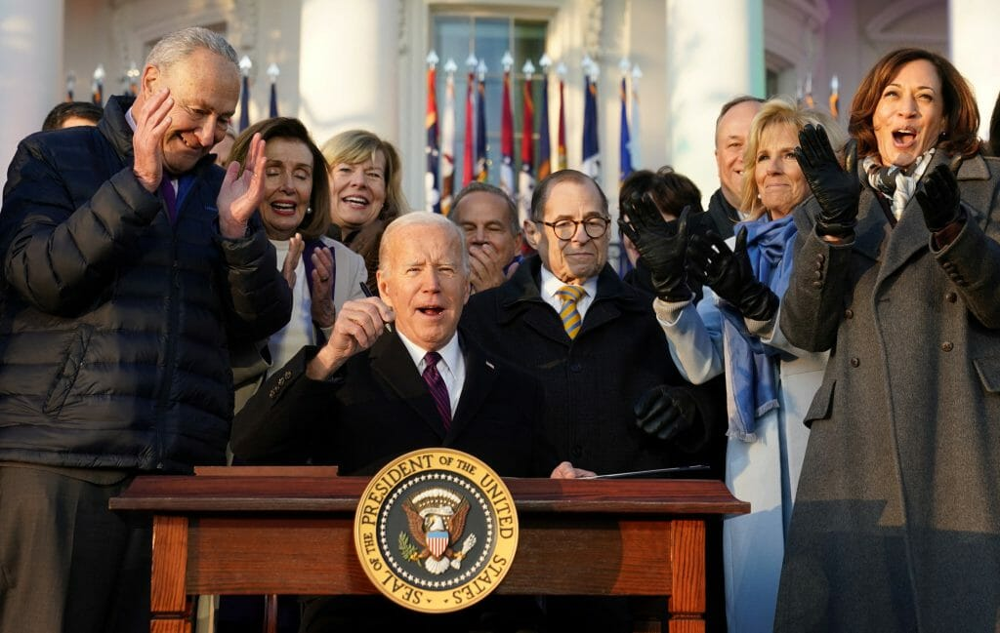 SEAL OF THE PRESIDENT OF THE UNITED STATES